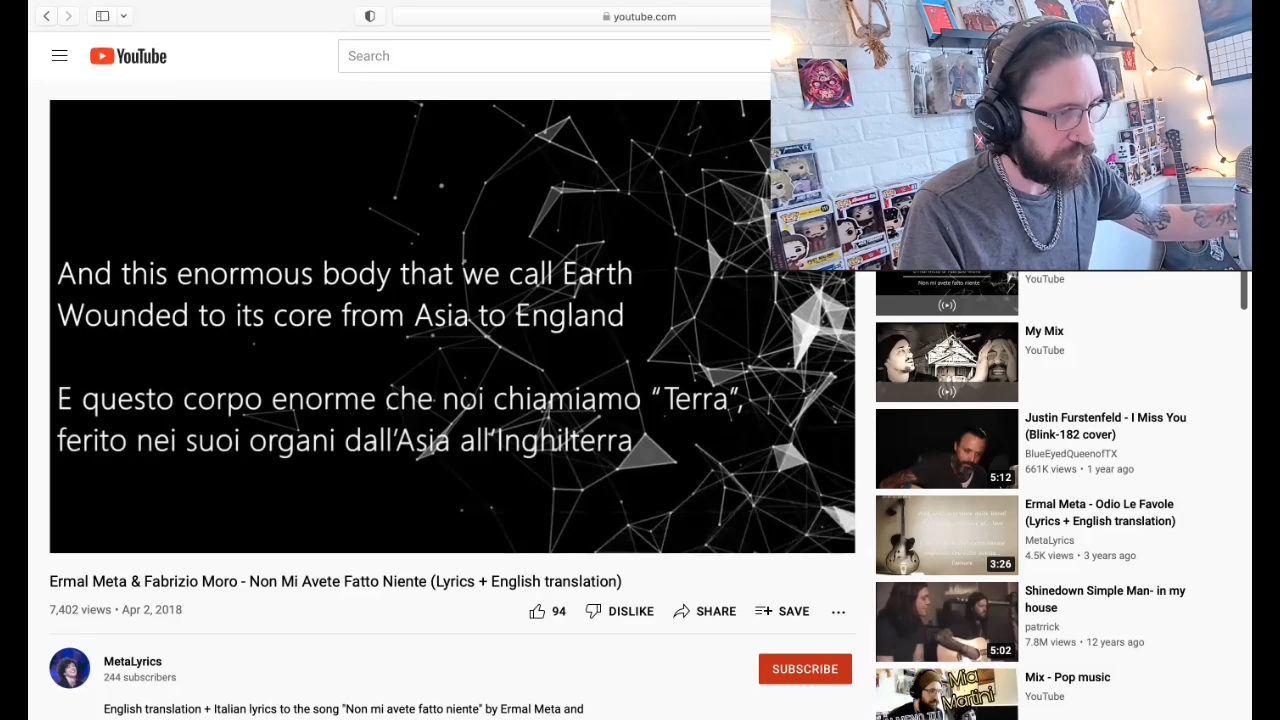 youtube.com
YouTube
Search
And this enormous body that we call Earth
Wounded to its core from Asia to England
E questo corpo enorme che noi chiamiamo “Terra”,
ferito nei suoi organi dall’Asia all’Inghilterra
Ermal Meta & Fabrizio Moro - Non Mi Avete Fatto Niente (Lyrics + English translation)
7,402 views • Apr 2, 2018
94
DISLIKE
SHARE
SAVE
MetaLyrics
244 subscribers
SUBSCRIBE
English translation + Italian lyrics to the song "Non mi avete fatto niente" by Ermal Meta and
Non mi avete fatto niente
YouTube
My Mix
YouTube
Justin Furstenfeld - I Miss You
(Blink-182 cover)
BlueEyedQueenofTX
661K views • 1 year ago
5:12
Ermal Meta - Odio Le Favole
(Lyrics + English translation)
MetaLyrics
4.5K views • 3 years ago
3:26
Shinedown Simple Man- in my
house
patrrick
7.8M views • 12 years ago
5:02
Mix - Pop music
YouTube
Mia
Martini